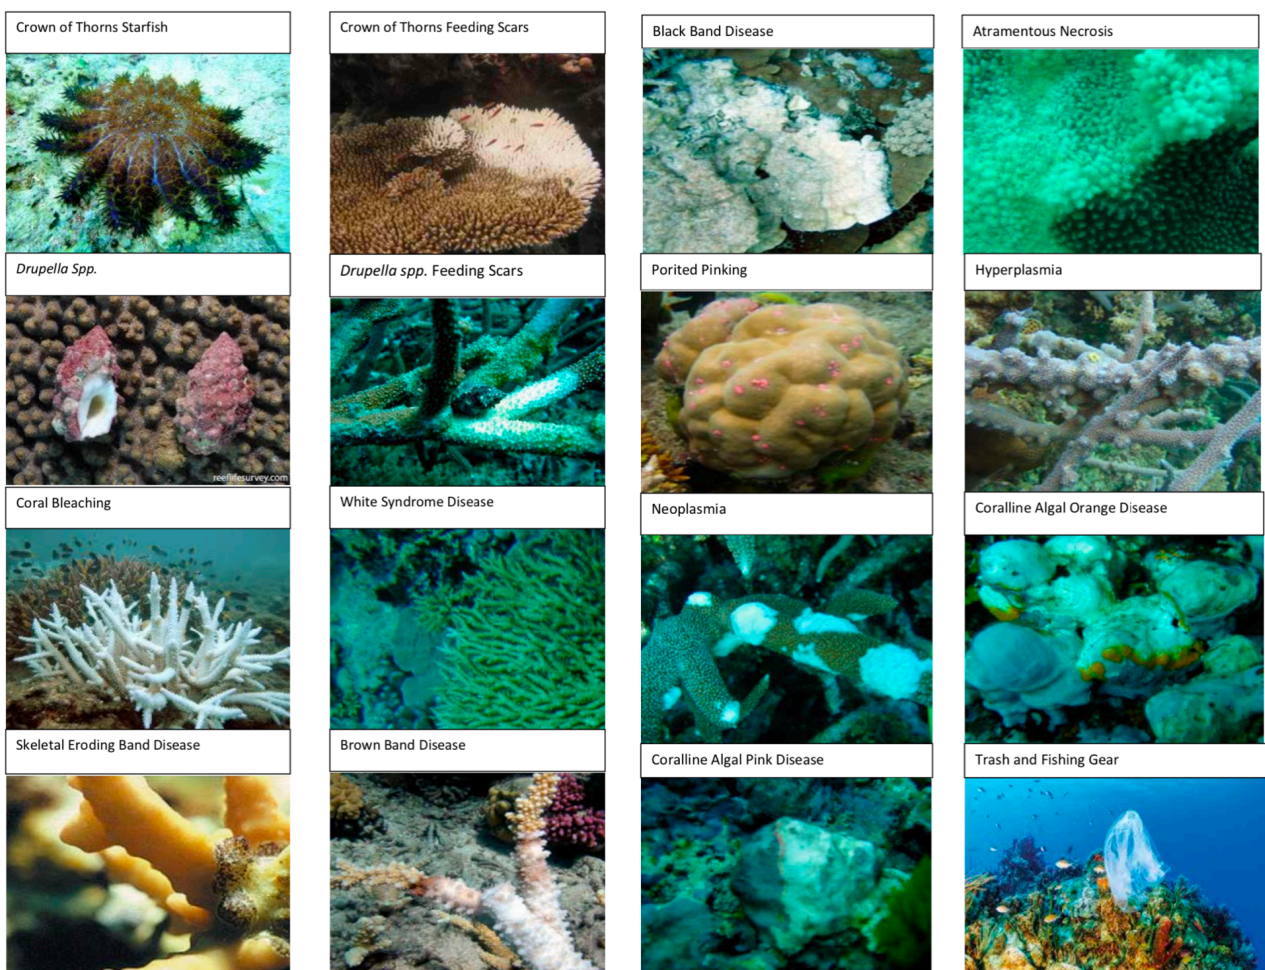 Crown of Thorns Starfish
Crown of Thorns Feeding Scars
Black Band Disease
Atramentous Necrosis
Drupella Spp.
Drupella spp. Feeding Scars
Porited Pinking
Hyperplasmia
reeflifesurvey.com
Coral Bleaching
White Syndrome Disease
Neoplasmia
Coralline Algal Orange Disease
Skeletal Eroding Band Disease
Brown Band Disease
Coralline Algal Pink Disease
Trash and Fishing Gear